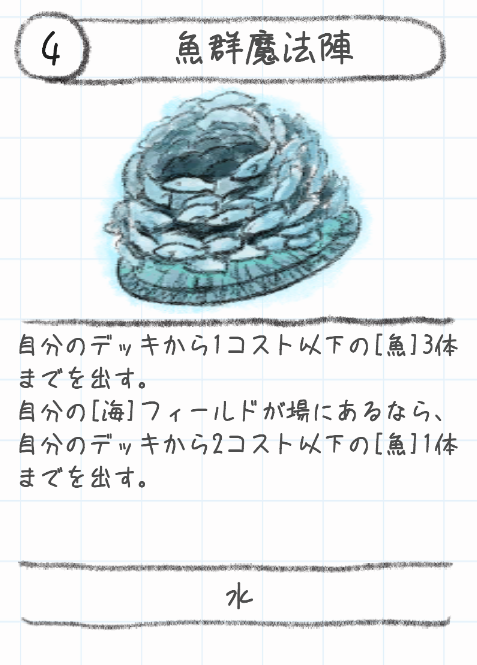 4
魚群魔法陣
自分のデッキから1コスト以下の[魚]3体
までを出す。
自分の[海]フィールドが場にあるなら、
自分のデッキから2コスト以下の[魚]1体
までを出す。
水